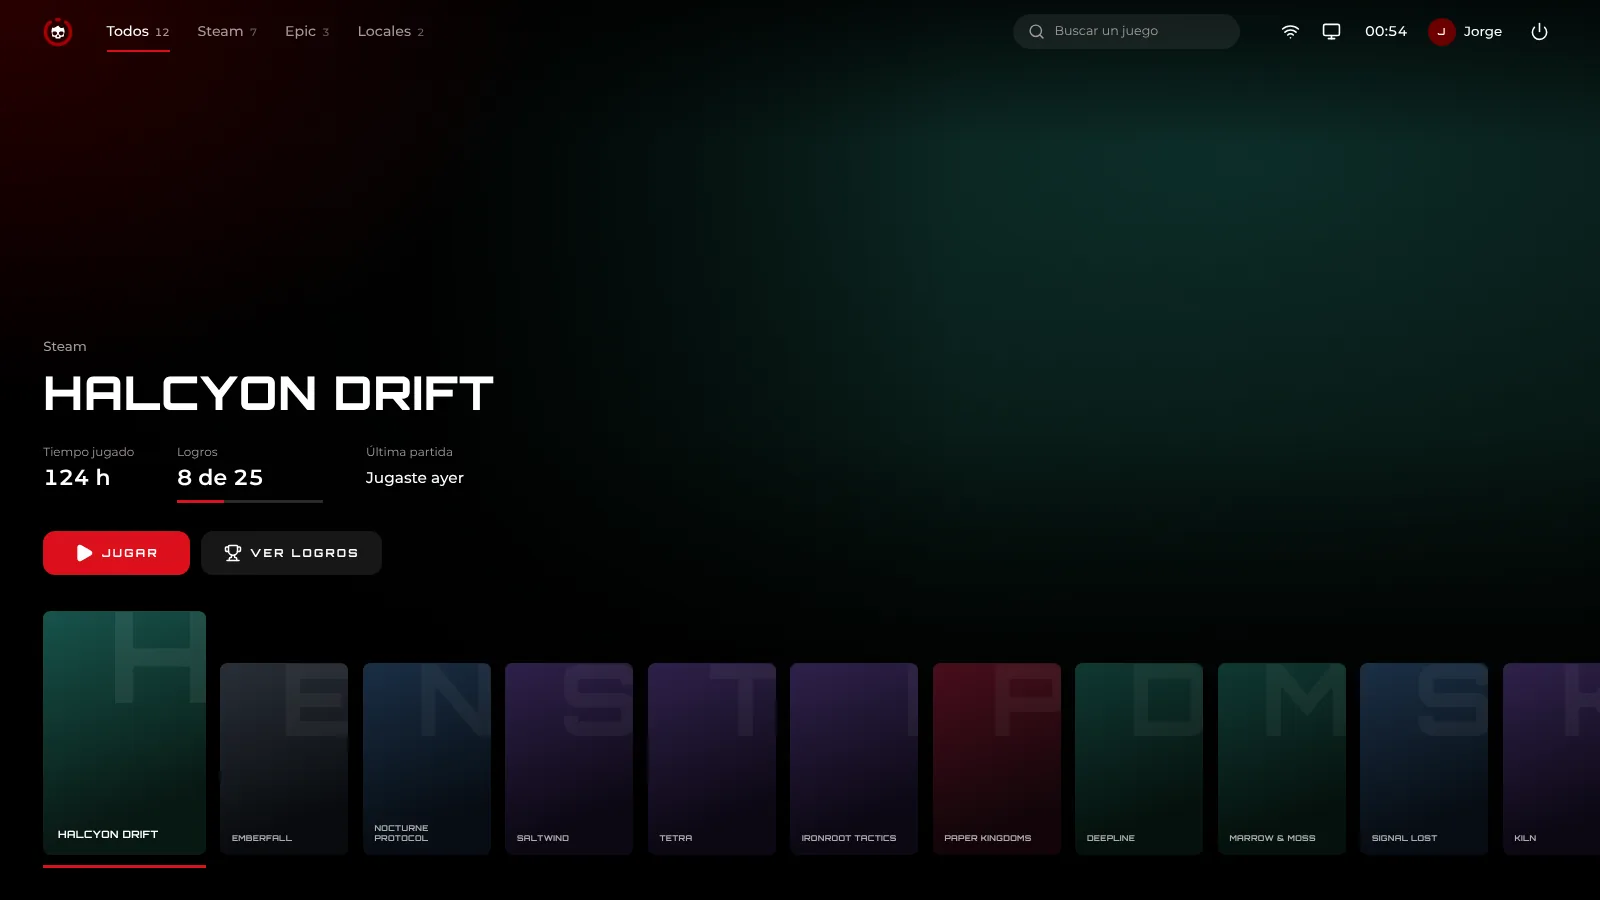 Todos 12 Steam 7 Epic 3 Locales 2 Buscar un juego 00:54 J Jorge
Steam
HALCYON DRIFT
Tiempo jugado Logros Última partida
124 h 8 de 25 Jugaste ayer
JUGAR VER LOGROS
H E N S T I P D M S K
HALCYON DRIFT
EMBERFALL
NOCTURNE
PROTOCOL
SALTWIND
TETRA
IRONROOT TACTICS
PAPER KINGDOMS
DEEPLINE
MARROW & MOSS
SIGNAL LOST
KILN